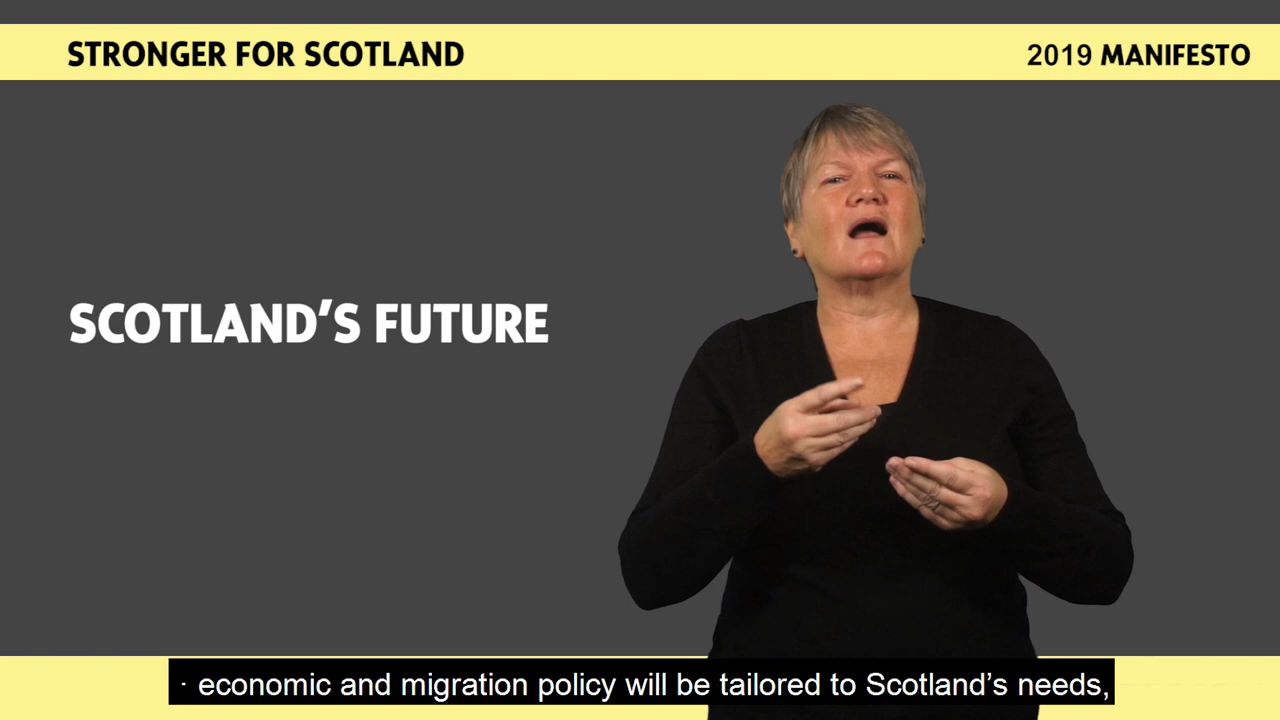 STRONGER FOR SCOTLAND
2019 MANIFESTO
SCOTLAND’S FUTURE
· economic and migration policy will be tailored to Scotland’s needs,